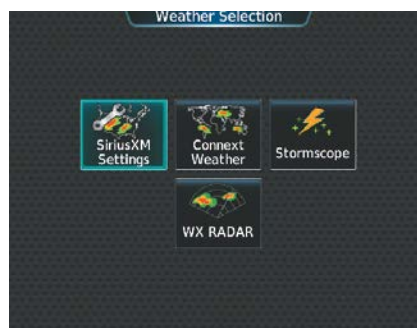 Weather Selection
SiriusXM
Settings
Connext
Weather
Stormscope
WX RADAR